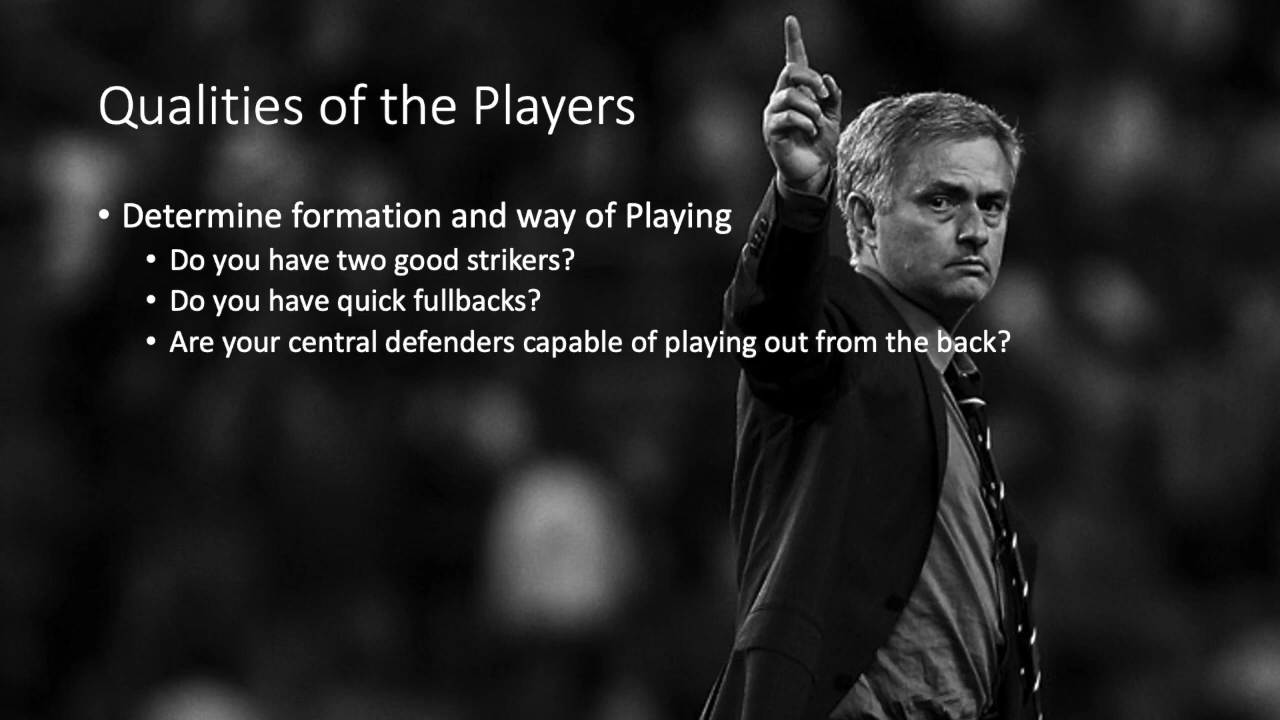 Qualities of the Players
• Determine formation and way of Playing
• Do you have two good strikers?
• Do you have quick fullbacks?
• Are your central defenders capable of playing out from the back?